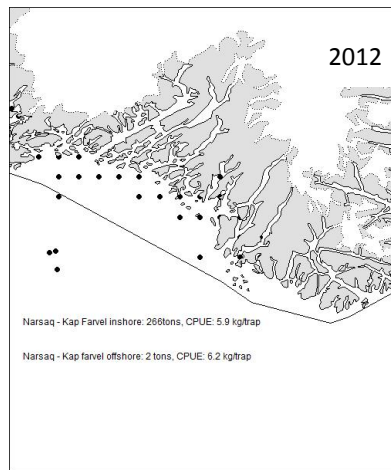 2012
Narsaq - Kap Farvel inshore: 266tons, CPUE: 5.9 kg/trap
Narsaq - Kap farvel offshore: 2 tons, CPUE: 6.2 kg/trap